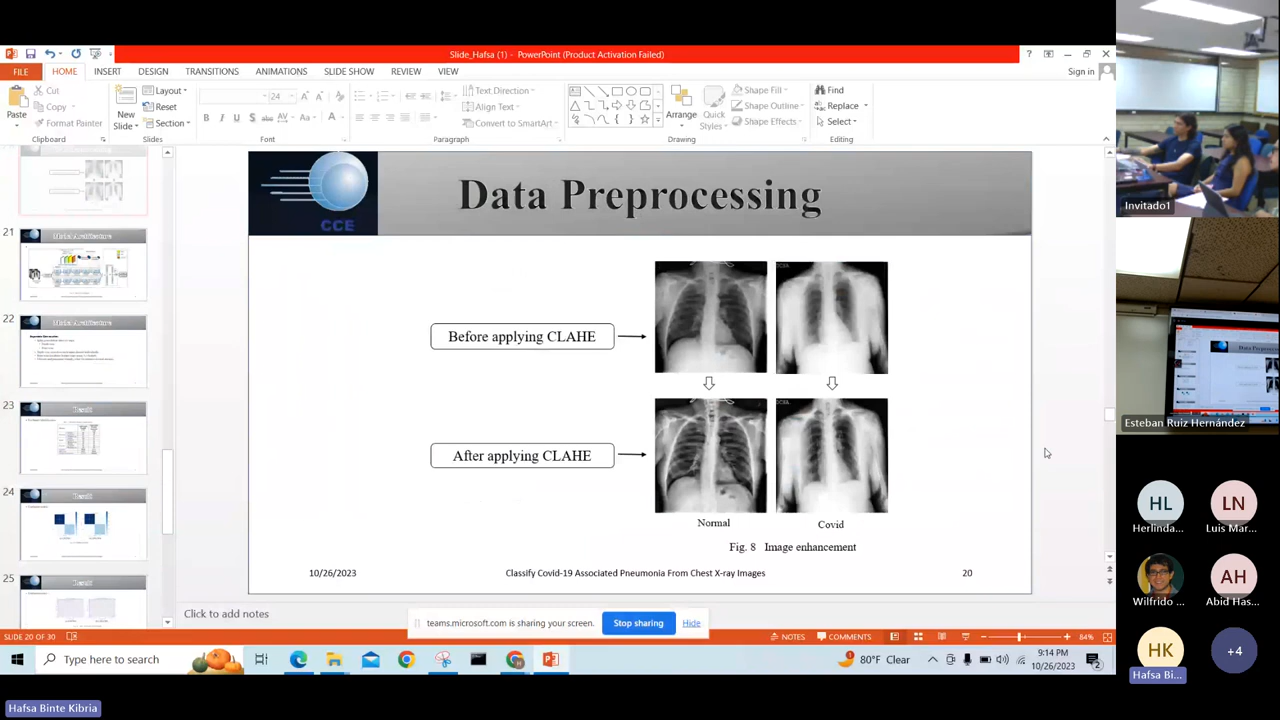 Slide_Hafsa (1) - PowerPoint (Product Activation Failed)
FILE HOME INSERT DESIGN TRANSITIONS ANIMATIONS SLIDE SHOW REVIEW VIEW Sign in
Paste
Cut
Copy
Format Painter
Clipboard
New
Slide
Layout
Reset
Section
Slides
24
Font
Text Direction
Align Text
Convert to SmartArt
Paragraph
Arrange
Quick
Styles
Shape Fill
Shape Outline
Shape Effects
Drawing
Find
Replace
Select
Editing
21
22
23
24
25
CCE
Data Preprocessing
Before applying CLAHE
After applying CLAHE
Normal
Covid
Fig. 8 Image enhancement
10/26/2023
Classify Covid-19 Associated Pneumonia From Chest X-ray Images
20
Click to add notes
teams.microsoft.com is sharing your screen.
Stop sharing
Hide
SLIDE 20 OF 30
NOTES
COMMENTS
84%
Type here to search
80°F Clear
9:14 PM
10/26/2023
2
Hafsa Binte Kibria
Invitado1
Esteban Ruiz Hernández
HL
Herlinda...
LN
Luis Mar...
Wilfrido ...
AH
Abid Has...
HK
Hafsa Bi...
+4